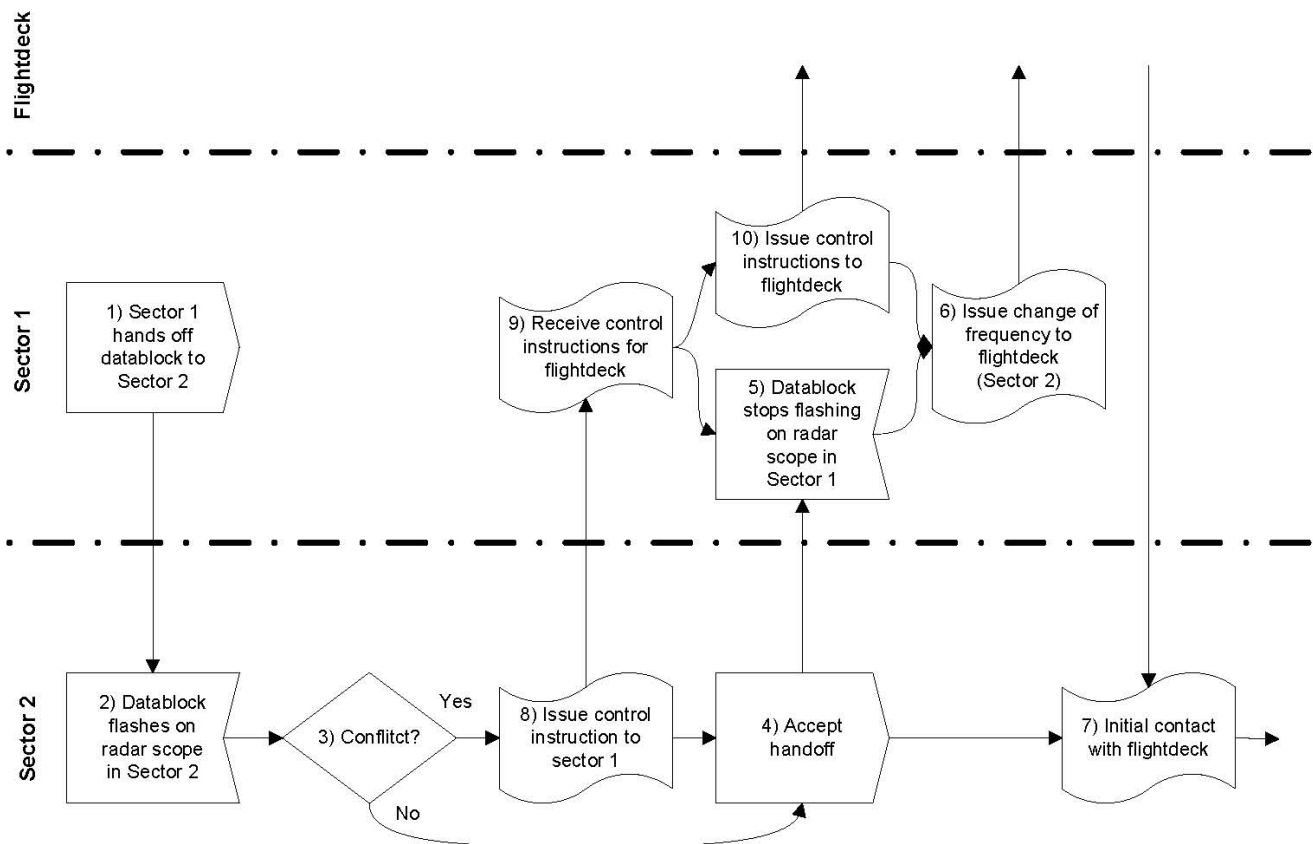 Flightdeck
Sector 1
1) Sector 1
hands off
datablock to
Sector 2
9) Receive control
instructions for
flightdeck
10) Issue control
instructions to
flightdeck
5) Datablock
stops flashing
on radar
scope in
Sector 1
6) Issue change of
frequency to
flightdeck
(Sector 2)
Sector 2
2) Datablock
flashes on
radar scope
in Sector 2
3) Conflitct?
Yes
No
8) Issue control
instruction to
sector 1
4) Accept
handoff
7) Initial contact
with flightdeck